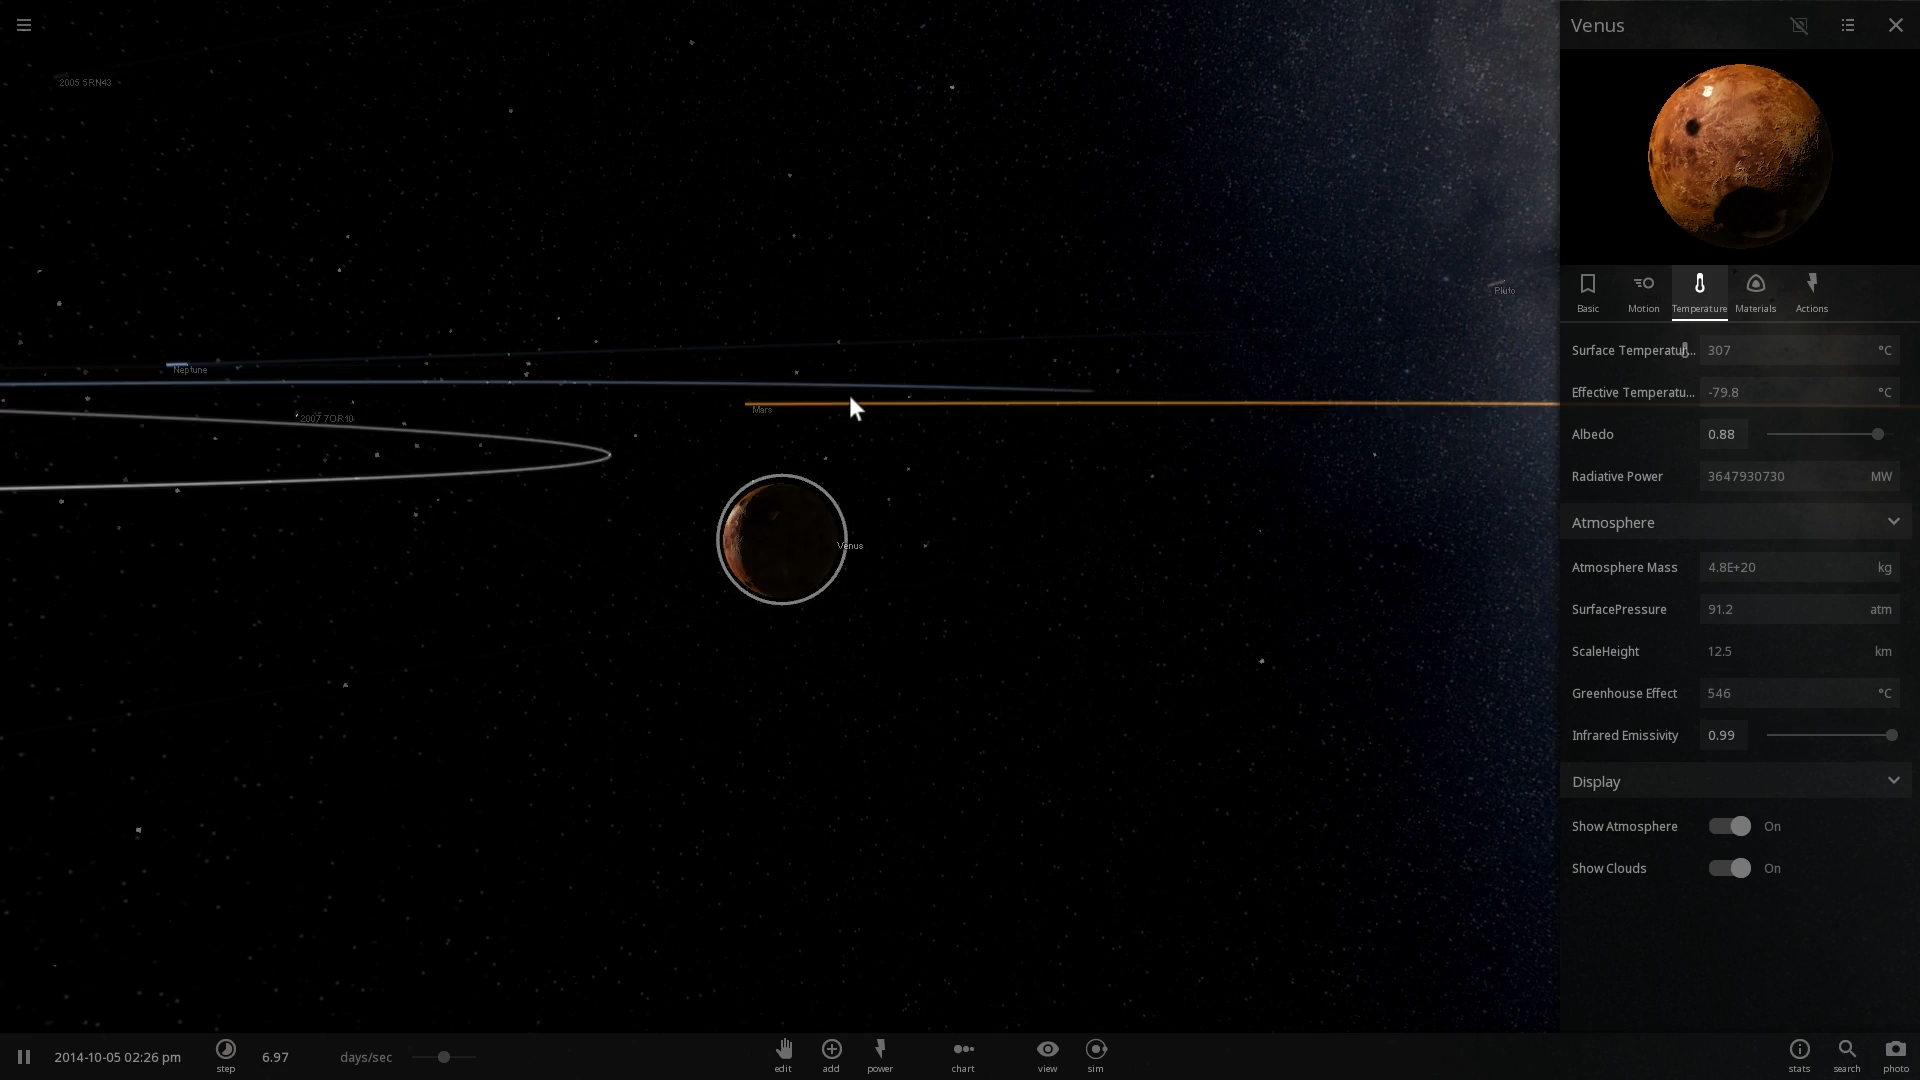 Venus
2005 SRN43
Pluto
Neptune
Mars
2007 7OR10
Venus
Basic
Motion
Temperature
Materials
Actions
Surface Temperatur... 307 °C
Effective Temperatu... -79.8 °C
Albedo 0.88
Radiative Power 3647930730 MW
Atmosphere
Atmosphere Mass 4.8E+20 kg
SurfacePressure 91.2 atm
ScaleHeight 12.5 km
Greenhouse Effect 546 °C
Infrared Emissivity 0.99
Display
Show Atmosphere On
Show Clouds On
2014-10-05 02:26 pm
step
6.97 days/sec
edit
add
power
chart
view
sim
stats
search
photo